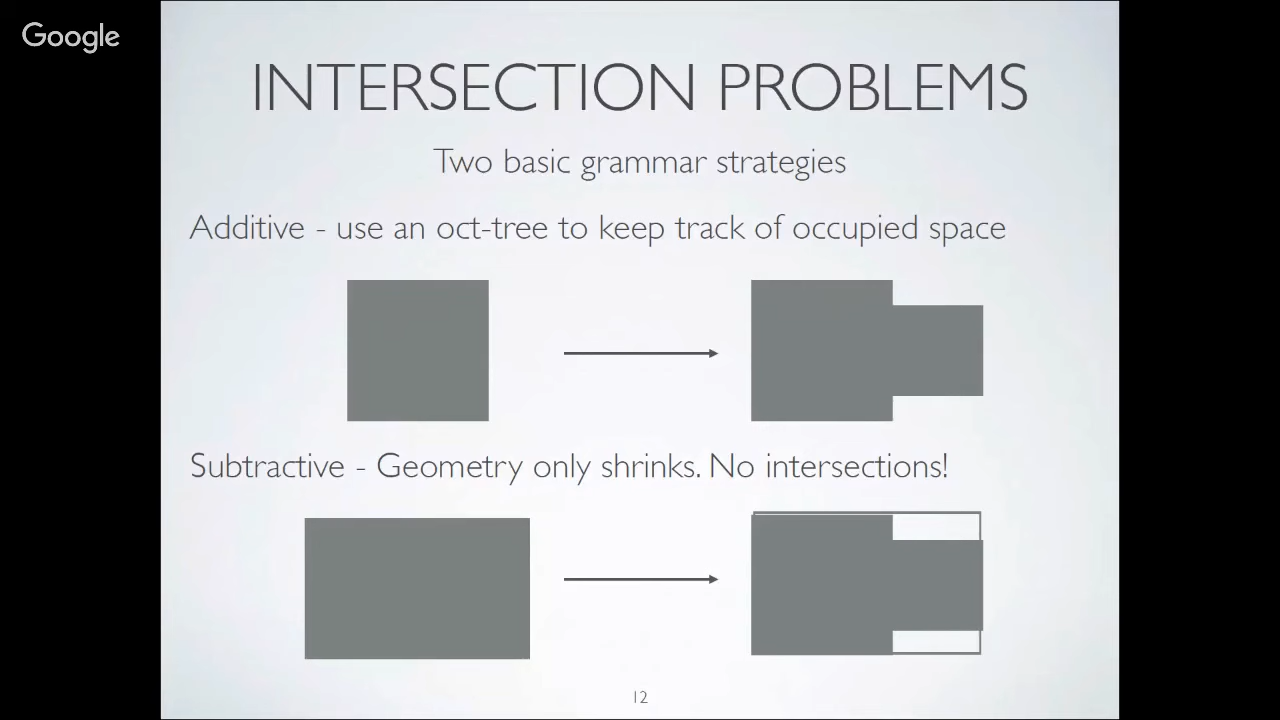 Google
INTERSECTION PROBLEMS
Two basic grammar strategies
Additive - use an oct-tree to keep track of occupied space
Subtractive - Geometry only shrinks. No intersections!
12